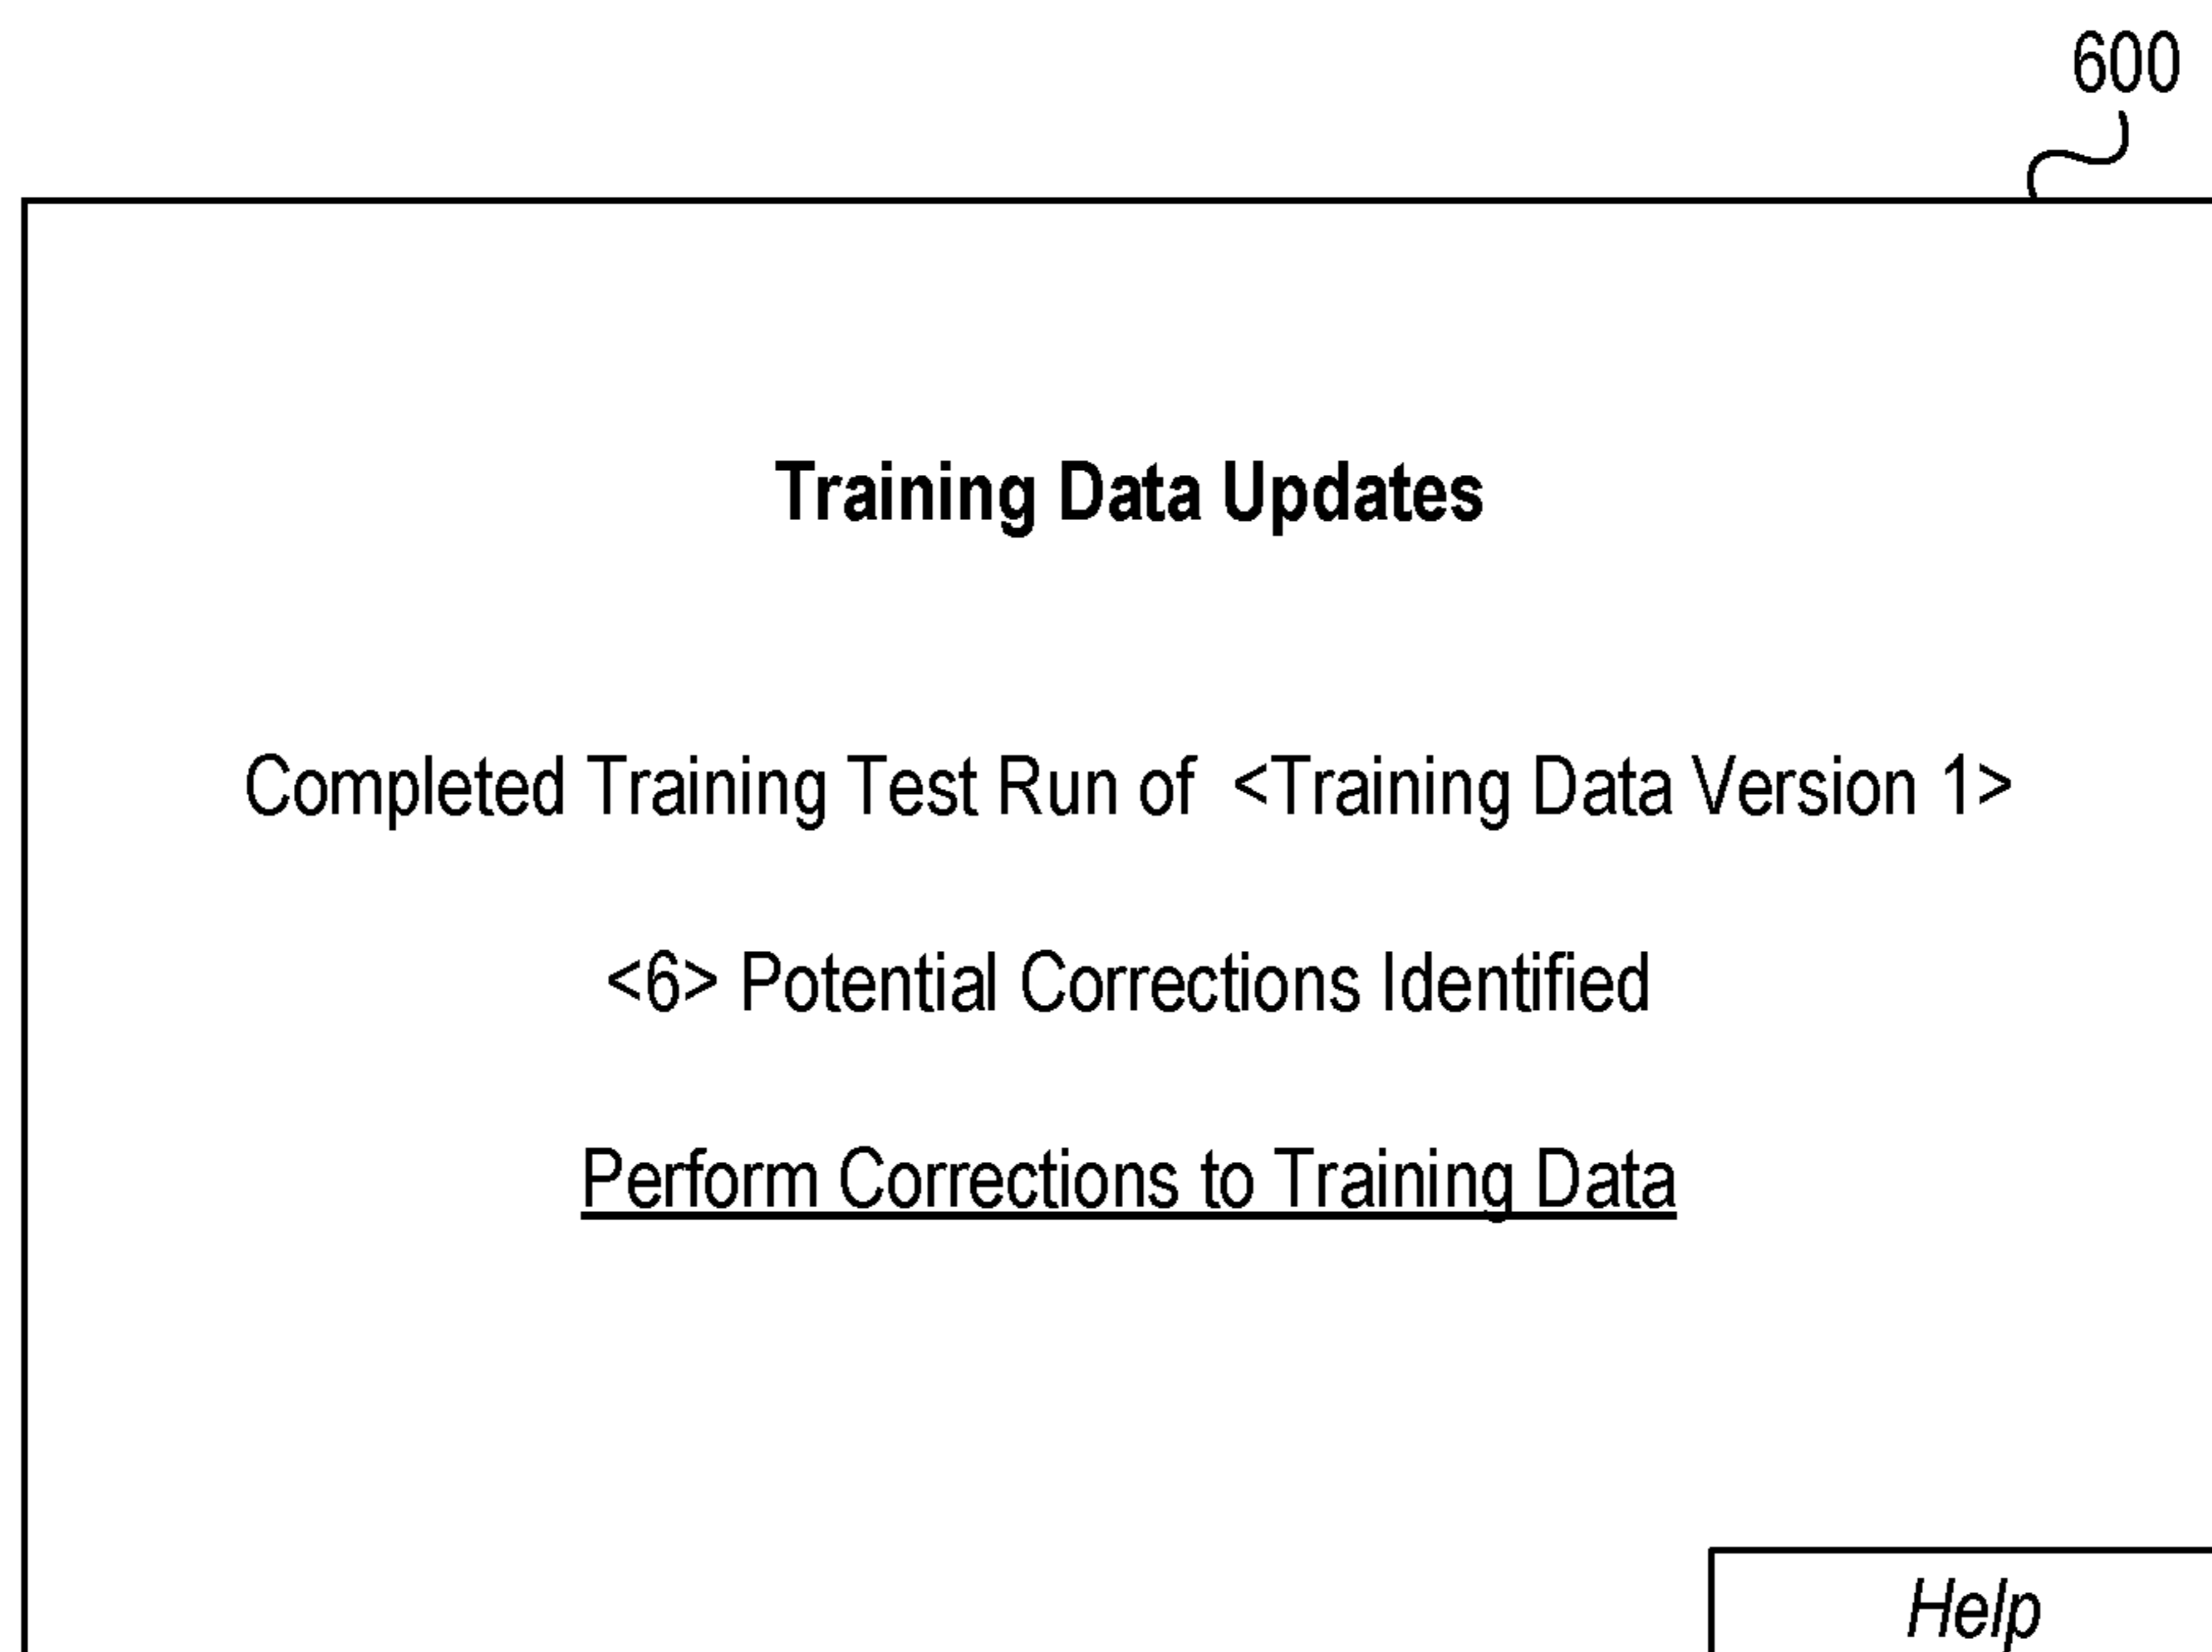 600
Training Data Updates
Completed Training Test Run of <Training Data Version 1>
<6> Potential Corrections Identified
Perform Corrections to Training Data
Help